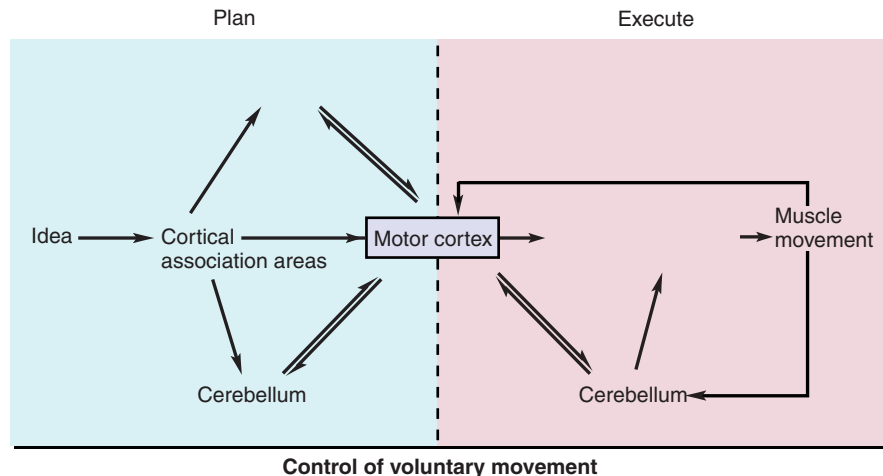 Plan
Execute
Idea
Cortical
association areas
Motor cortex
Muscle
movement
Cerebellum
Cerebellum
Control of voluntary movement